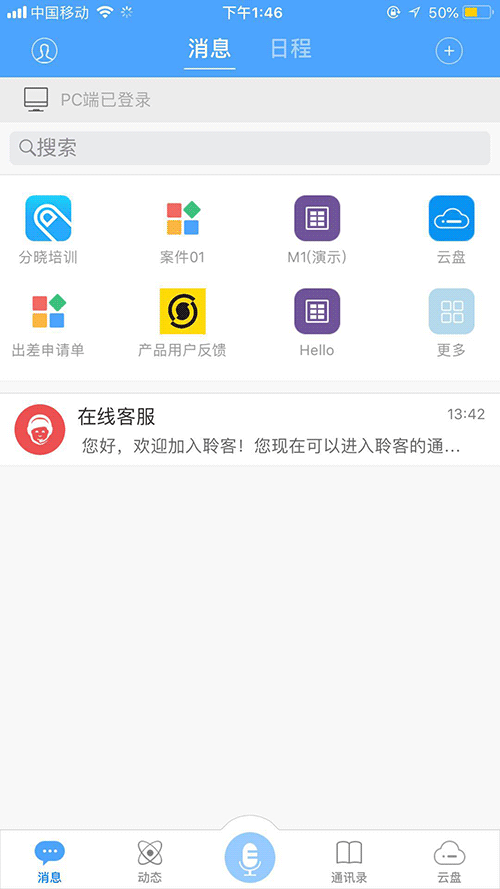 中国移动 下午1:46 50%
消息 日程
PC端已登录
搜索
分晓培训 案件01 M1(演示) 云盘
出差申请单 产品用户反馈 Hello 更多
在线客服 13:42
您好，欢迎加入聆客！您现在可以进入聆客的通...
消息 动态 通讯录 云盘